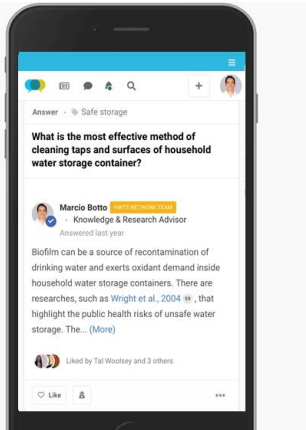 Answer - Safe storage
What is the most effective method of
cleaning taps and surfaces of household
water storage container?
Marcio Botto HWTS NETWORK TEAM
- Knowledge & Research Advisor
Answered last year
Biofilm can be a source of recontamination of
drinking water and exerts oxidant demand inside
household water storage containers. There are
researches, such as Wright et al., 2004 , that
highlight the public health risks of unsafe water
storage. The... (More)
Liked by Tal Woolsey and 3 others
Like